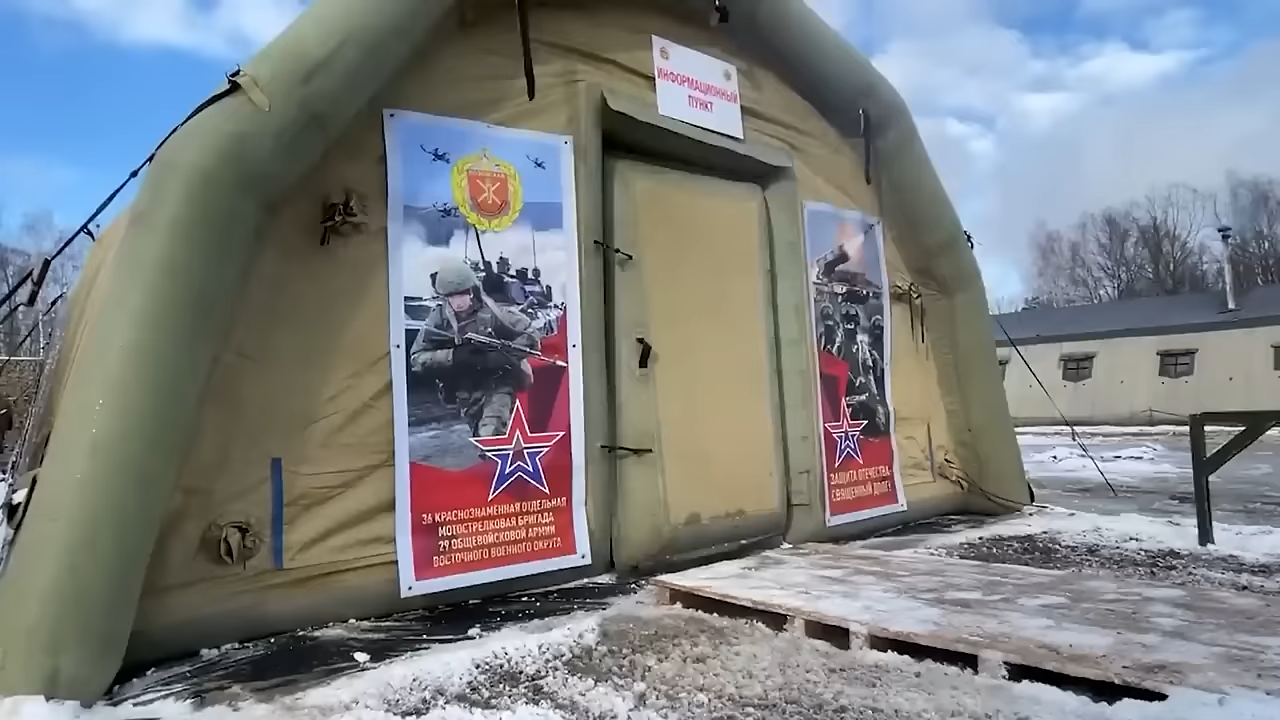 ИНФОРМАЦИОННЫЙ
ПУНКТ
36 КРАСНОЗНАМЕННАЯ ОТДЕЛЬНАЯ
МОТОСТРЕЛКОВАЯ БРИГАДА
29 ОБЩЕВОЙСКОВОЙ АРМИИ
ВОСТОЧНОГО ВОЕННОГО ОКРУГА
ЗАЩИТА ОТЕЧЕСТВА-
СВЯЩЕННЫЙ ДОЛГ!